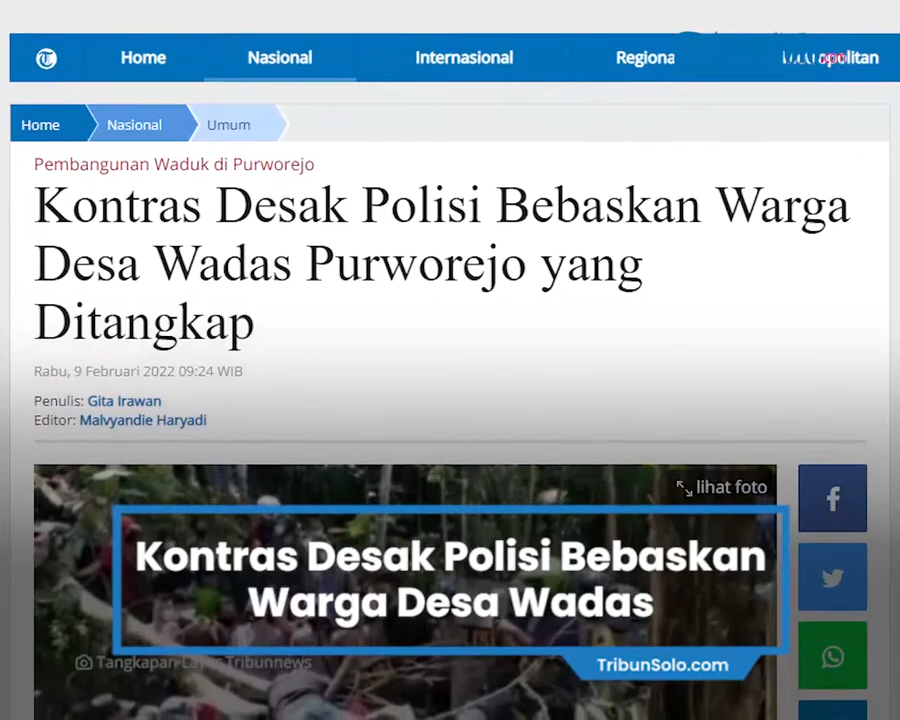 Home Nasional Internasional Regiona politan
Home Nasional Umum
Pembangunan Waduk di Purworejo
Kontras Desak Polisi Bebaskan Warga
Desa Wadas Purworejo yang
Ditangkap
Rabu, 9 Februari 2022 09:24 WIB
Penulis: Gita Irawan
Editor: Malvyandie Haryadi
lihat foto
Kontras Desak Polisi Bebaskan
Warga Desa Wadas
Tangkapan Layar Tribunnews
TribunSolo.com